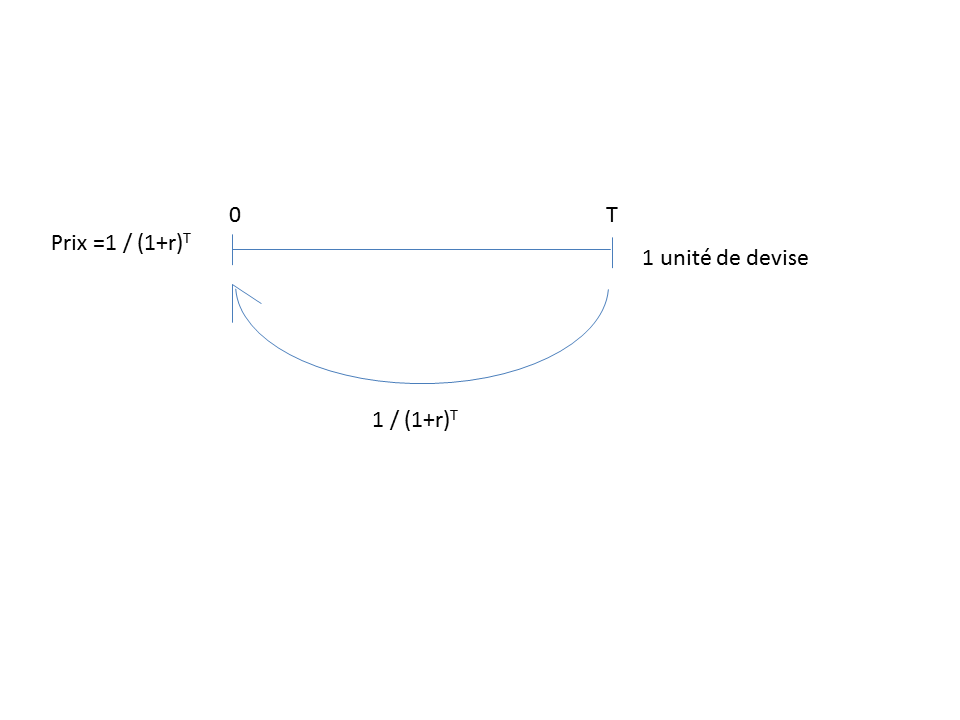 0
T
Prix =1 / (1+r)ᵀ
1 unité de devise
1 / (1+r)ᵀ